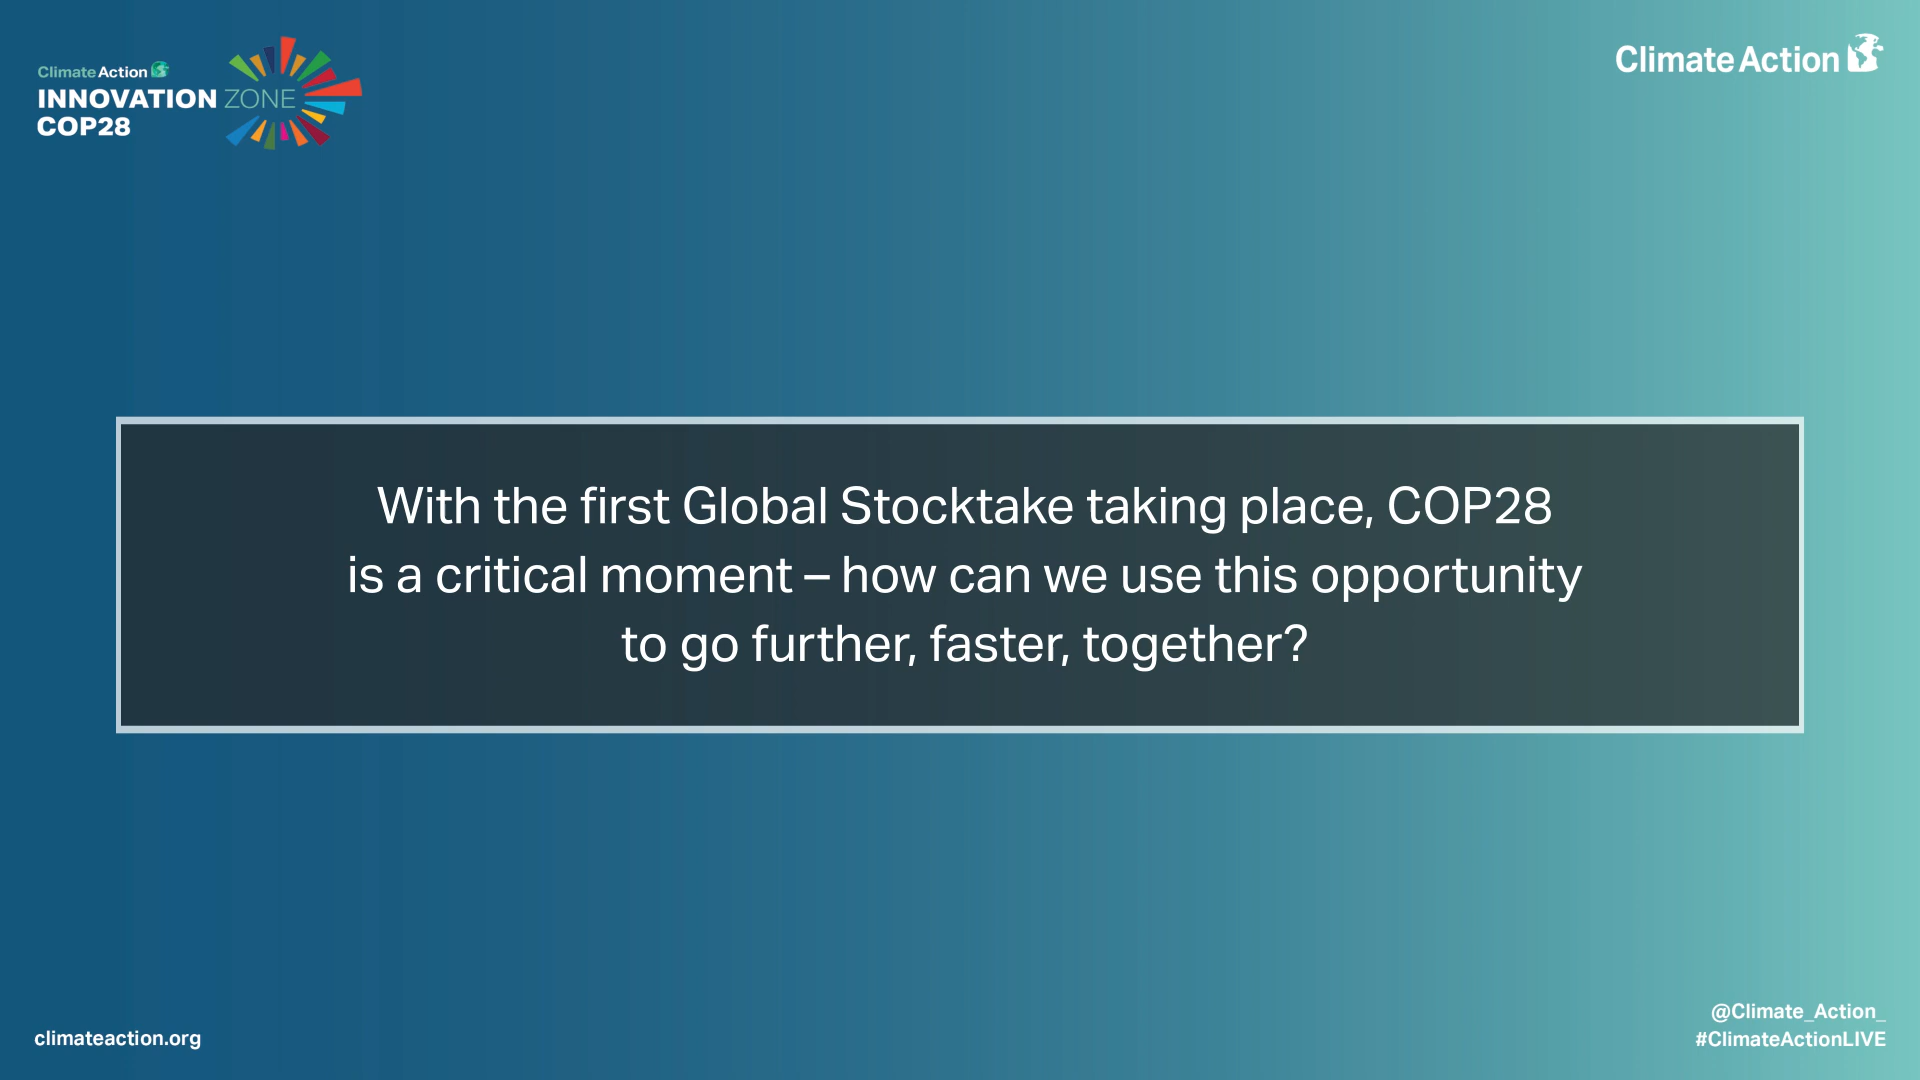 Climate Action
INNOVATION ZONE
COP28
Climate Action
With the first Global Stocktake taking place, COP28
is a critical moment – how can we use this opportunity
to go further, faster, together?
climateaction.org
@Climate_Action_
#ClimateActionLIVE